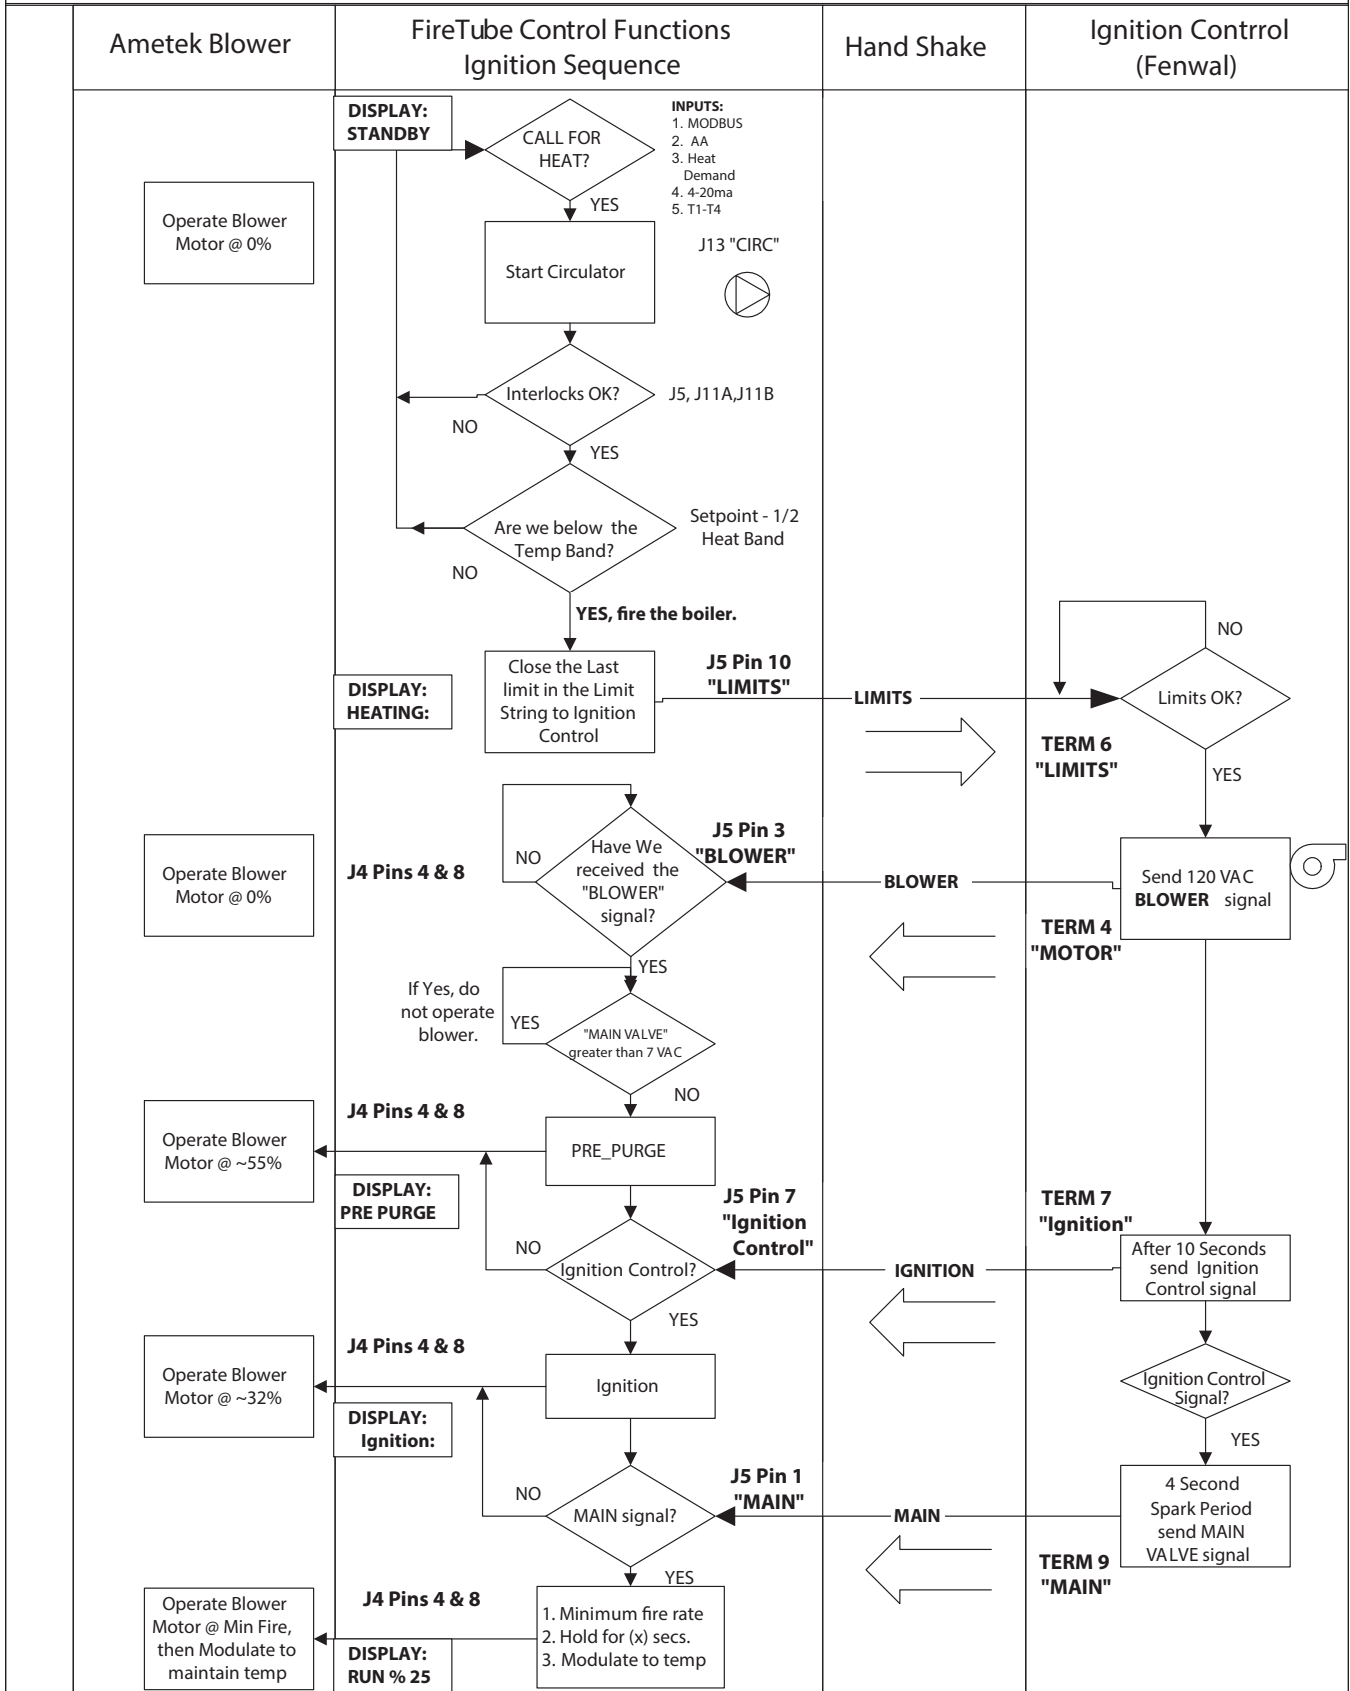 Ametek Blower
FireTube Control Functions
Ignition Sequence
Hand Shake
Ignition Contrrol
(Fenwal)
DISPLAY:
STANDBY
CALL FOR
HEAT?
INPUTS:
1. MODBUS
2. AA
3. Heat
Demand
4. 4-20ma
5. T1-T4
YES
Operate Blower
Motor @ 0%
Start Circulator
J13 "CIRC"
Interlocks OK?
J5, J11A,J11B
NO
YES
Are we below the
Temp Band?
Setpoint - 1/2
Heat Band
NO
YES, fire the boiler.
NO
Close the Last
limit in the Limit
String to Ignition
Control
DISPLAY:
HEATING:
J5 Pin 10
"LIMITS"
LIMITS
Limits OK?
TERM 6
"LIMITS"
YES
Operate Blower
Motor @ 0%
J4 Pins 4 & 8
NO
Have We
received the
"BLOWER"
signal?
J5 Pin 3
"BLOWER"
BLOWER
Send 120 VAC
BLOWER signal
TERM 4
"MOTOR"
YES
If Yes, do
not operate
blower.
YES
"MAIN VALVE"
greater than 7 VAC
NO
J4 Pins 4 & 8
Operate Blower
Motor @ ~55%
PRE_PURGE
DISPLAY:
PRE PURGE
J5 Pin 7
"Ignition
Control"
TERM 7
"Ignition"
NO
Ignition Control?
IGNITION
After 10 Seconds
send Ignition
Control signal
YES
J4 Pins 4 & 8
Operate Blower
Motor @ ~32%
Ignition
Ignition Control
Signal?
DISPLAY:
Ignition:
YES
J5 Pin 1
"MAIN"
NO
MAIN signal?
MAIN
4 Second
Spark Period
send MAIN
VALVE signal
TERM 9
"MAIN"
YES
J4 Pins 4 & 8
Operate Blower
Motor @ Min Fire,
then Modulate to
maintain temp
1. Minimum fire rate
2. Hold for (x) secs.
3. Modulate to temp
DISPLAY:
RUN % 25